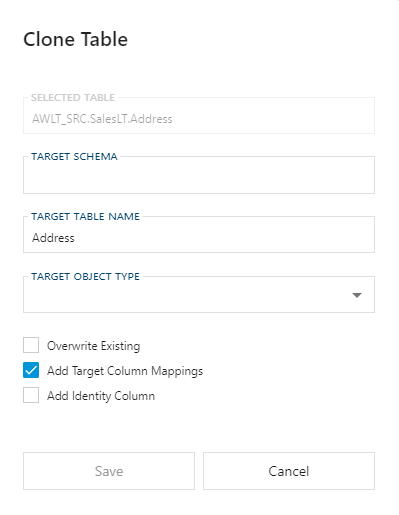 Clone Table
SELECTED TABLE
AWLT_SRC.SalesLT.Address
TARGET SCHEMA
TARGET TABLE NAME
Address
TARGET OBJECT TYPE
Overwrite Existing
Add Target Column Mappings
Add Identity Column
Save
Cancel